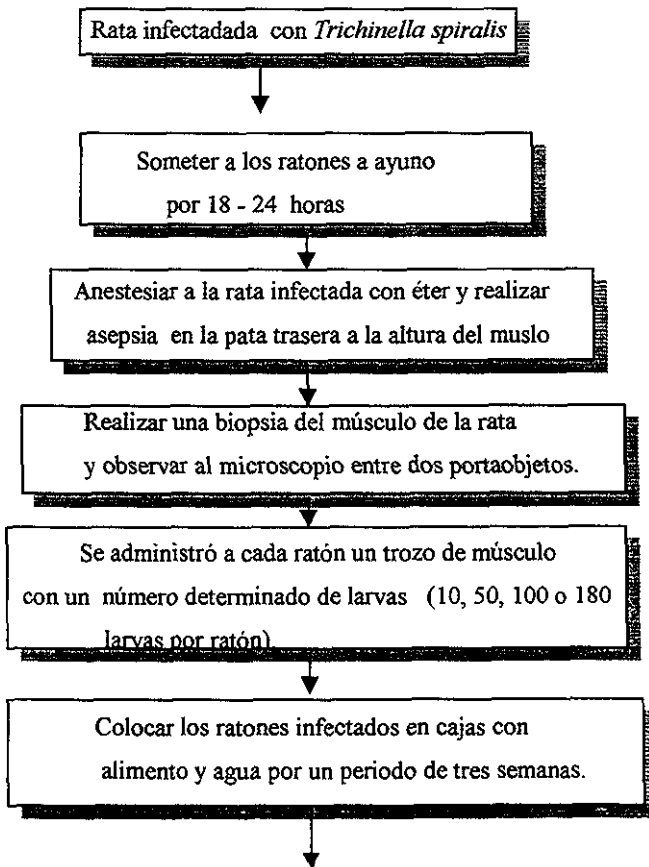 Rata infectadada con Trichinella spiralis
Someter a los ratones a ayuno
por 18 - 24 horas
Anestesiar a la rata infectada con éter y realizar
asepsia en la pata trasera a la altura del muslo
Realizar una biopsia del músculo de la rata
y observar al microscopio entre dos portaobjetos.
Se administró a cada ratón un trozo de músculo
con un número determinado de larvas (10, 50, 100 o 180
larvas por ratón)
Colocar los ratones infectados en cajas con
alimento y agua por un periodo de tres semanas.